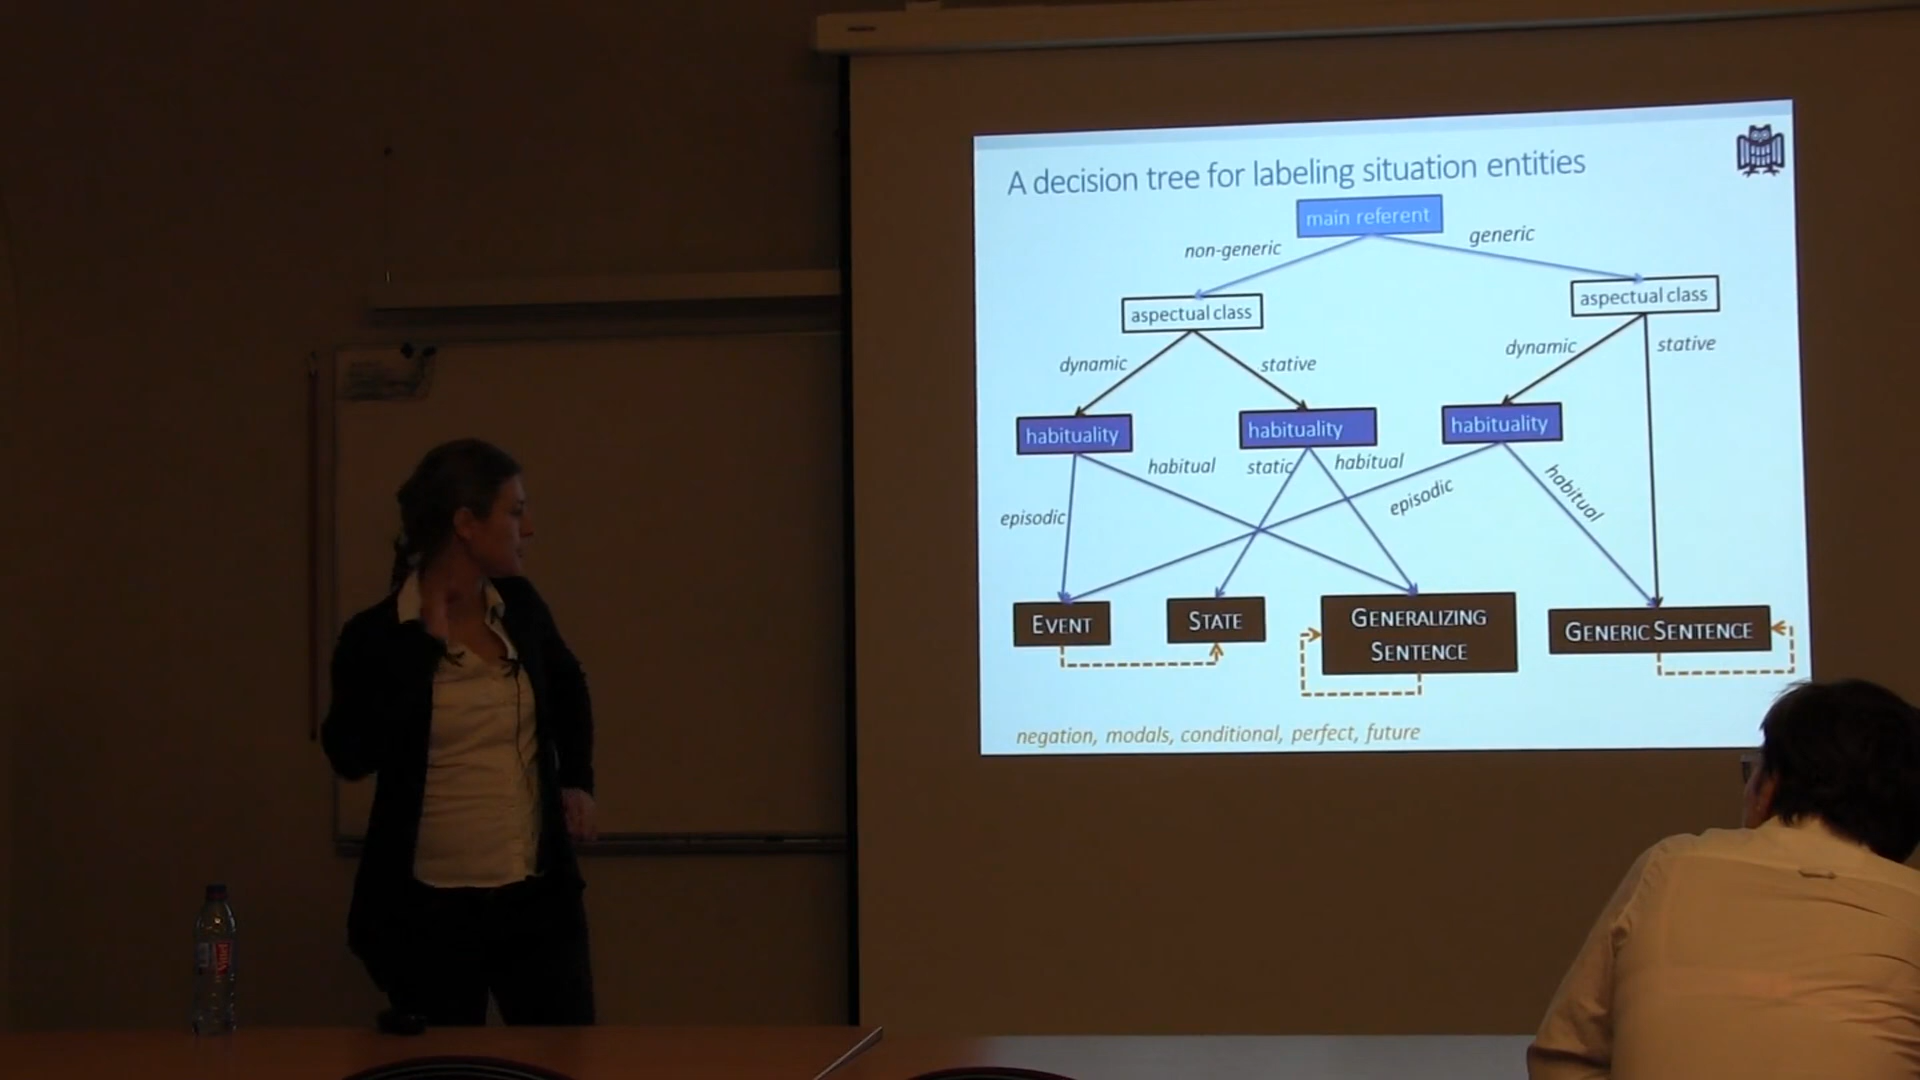 A decision tree for labeling situation entities
main referent
non-generic
generic
aspectual class
aspectual class
dynamic
stative
dynamic
stative
habituality
habituality
habituality
episodic
habitual
static
habitual
episodic
habitual
EVENT
STATE
GENERALIZING
SENTENCE
GENERIC SENTENCE
negation, modals, conditional, perfect, future